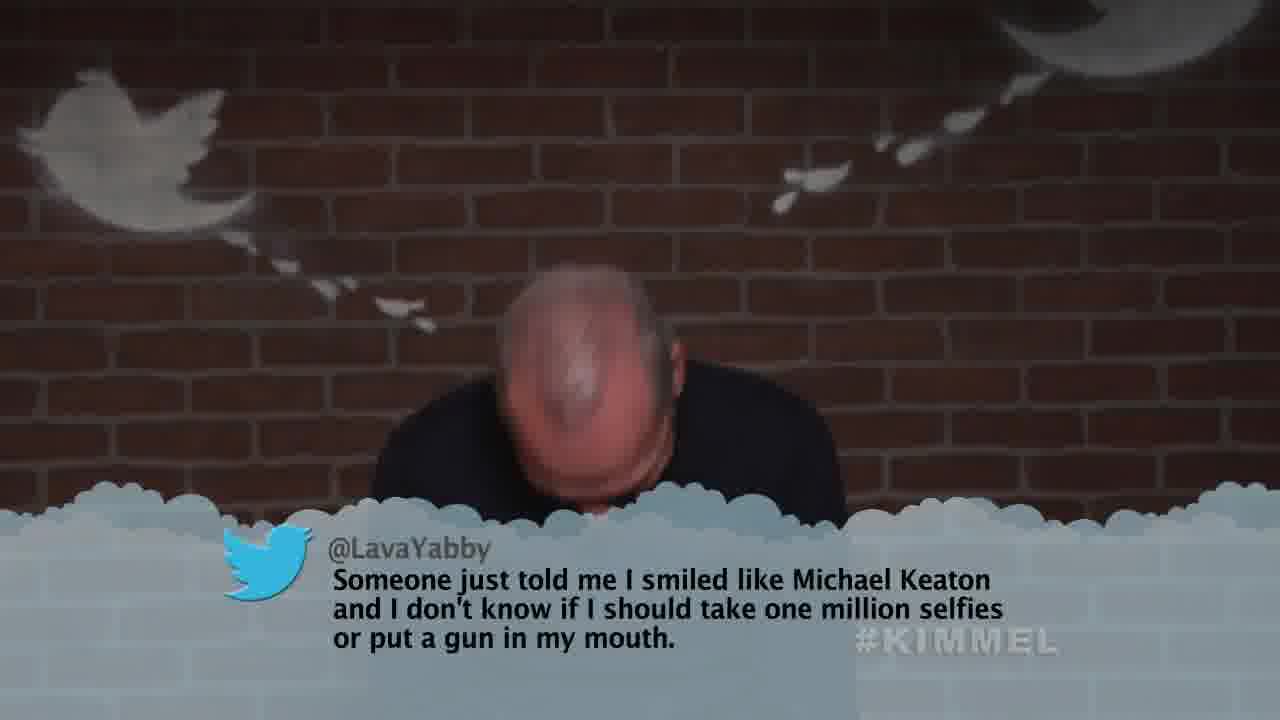 @LavaYabby
Someone just told me I smiled like Michael Keaton
and I don't know if I should take one million selfies
or put a gun in my mouth.
#KIMMEL